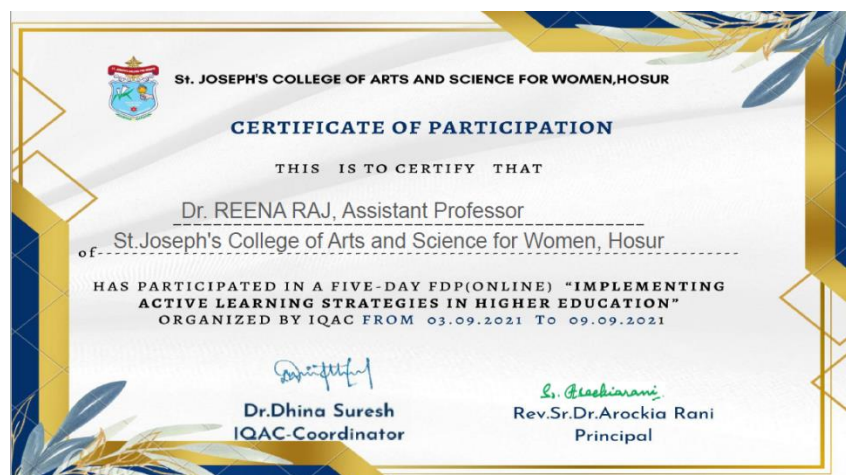 St. JOSEPH'S COLLEGE OF ARTS AND SCIENCE FOR WOMEN,HOSUR
CERTIFICATE OF PARTICIPATION
THIS IS TO CERTIFY THAT
Dr. REENA RAJ, Assistant Professor
of St.Joseph's College of Arts and Science for Women, Hosur
HAS PARTICIPATED IN A FIVE-DAY FDP(ONLINE) “IMPLEMENTING
ACTIVE LEARNING STRATEGIES IN HIGHER EDUCATION”
ORGANIZED BY IQAC FROM 03.09.2021 To 09.09.2021
Dr.Dhina Suresh
IQAC-Coordinator
Rev.Sr.Dr.Arockia Rani
Principal